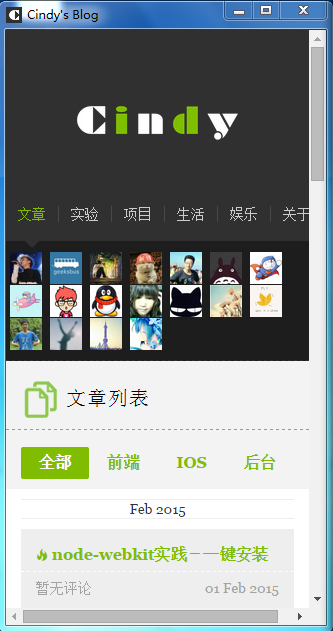 Cindy's Blog
Cindy
文章 实验 项目 生活 娱乐 关于
geeksbus
文章列表
全部 前端 IOS 后台
Feb 2015
node-webkit实践－一键安装
暂无评论 01 Feb 2015